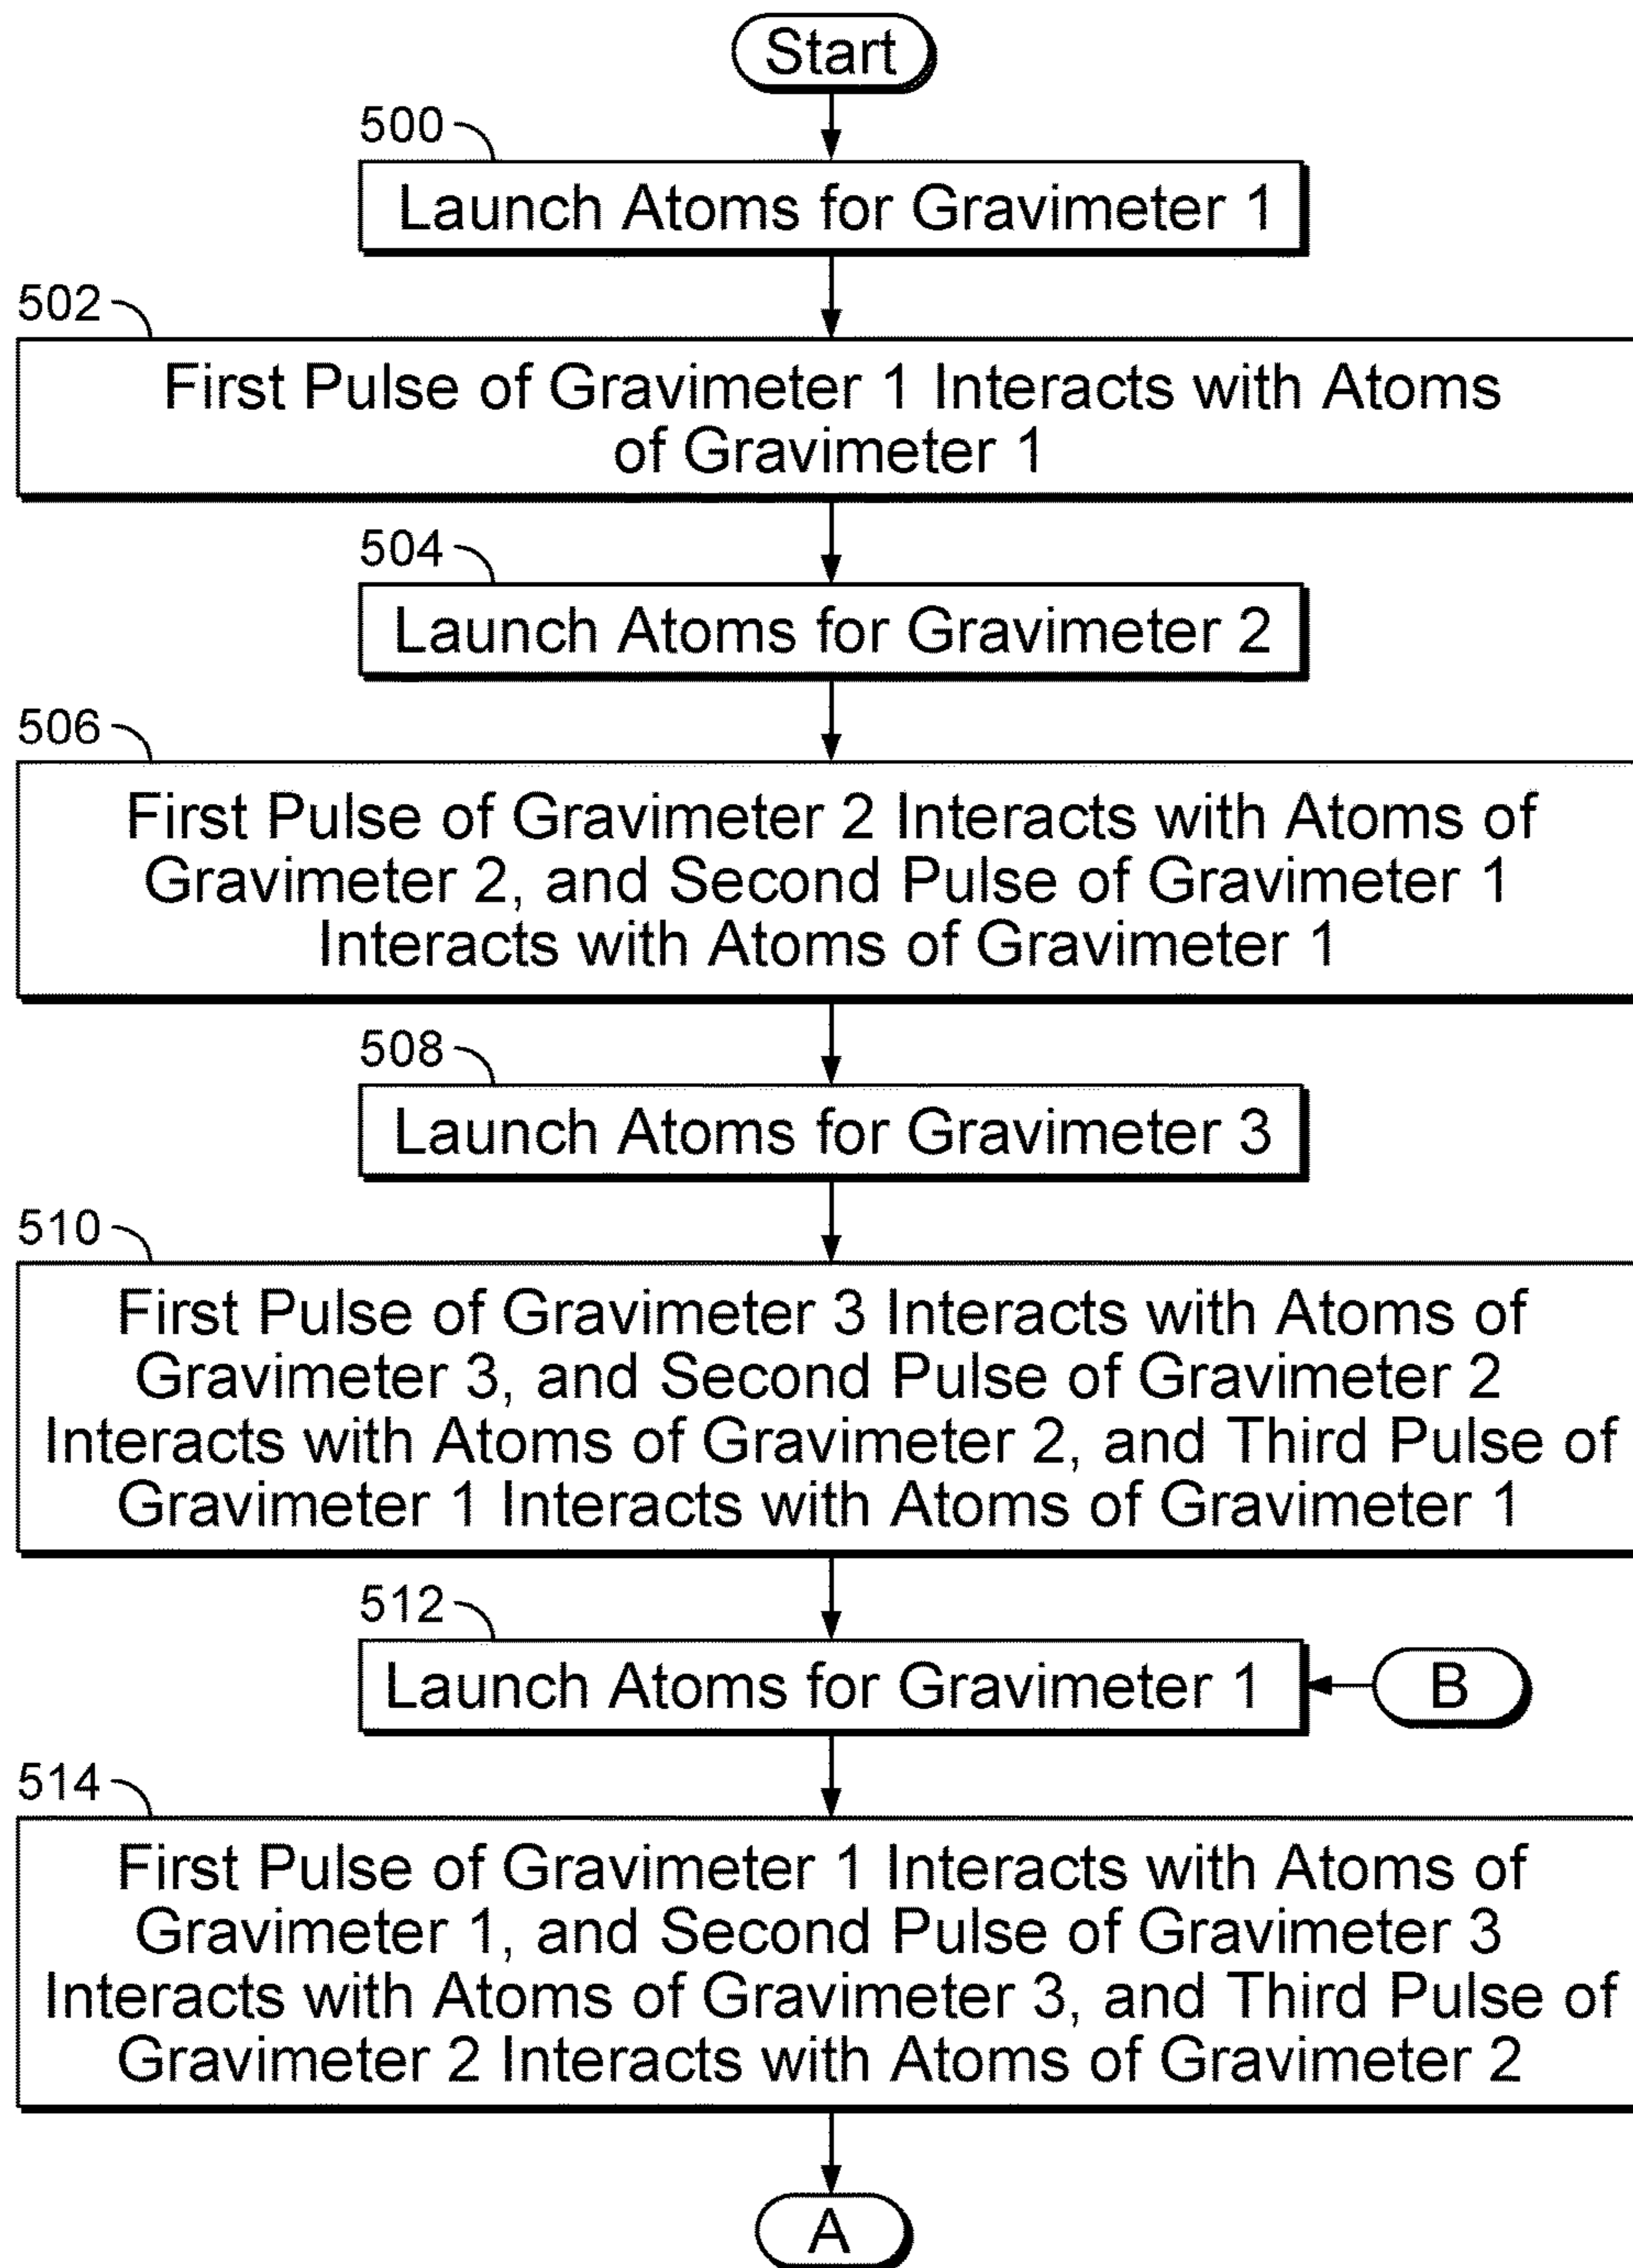 Start
500
Launch Atoms for Gravimeter 1
502
First Pulse of Gravimeter 1 Interacts with Atoms
of Gravimeter 1
504
Launch Atoms for Gravimeter 2
506
First Pulse of Gravimeter 2 Interacts with Atoms of
Gravimeter 2, and Second Pulse of Gravimeter 1
Interacts with Atoms of Gravimeter 1
508
Launch Atoms for Gravimeter 3
510
First Pulse of Gravimeter 3 Interacts with Atoms of
Gravimeter 3, and Second Pulse of Gravimeter 2
Interacts with Atoms of Gravimeter 2, and Third Pulse of
Gravimeter 1 Interacts with Atoms of Gravimeter 1
512
Launch Atoms for Gravimeter 1
B
514
First Pulse of Gravimeter 1 Interacts with Atoms of
Gravimeter 1, and Second Pulse of Gravimeter 3
Interacts with Atoms of Gravimeter 3, and Third Pulse of
Gravimeter 2 Interacts with Atoms of Gravimeter 2
A